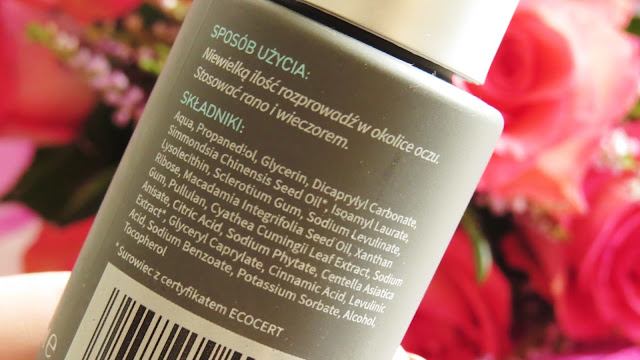 SPOSÓB UŻYCIA:
Niewielką ilość rozprowadź w okolice oczu.
Stosować rano i wieczorem.
SKŁADNIKI:
Aqua, Propanediol, Glycerin, Dicaprylyl Carbonate,
Simmondsia Chinensis Seed Oil*, Isoamyl Laurate,
Lysolecithin, Sclerotium Gum, Sodium Levulinate,
Ribose, Macadamia Integrifolia Seed Oil, Xanthan
Gum, Pullulan, Cyathea Cumingii Leaf Extract, Sodium
Anisate, Citric Acid, Sodium Phytate, Centella Asiatica
Extract*, Glyceryl Caprylate, Cinnamic Acid, Levulinic
Acid, Sodium Benzoate, Potassium Sorbate, Alcohol,
Tocopherol
* Surowiec z certyfikatem ECOCERT